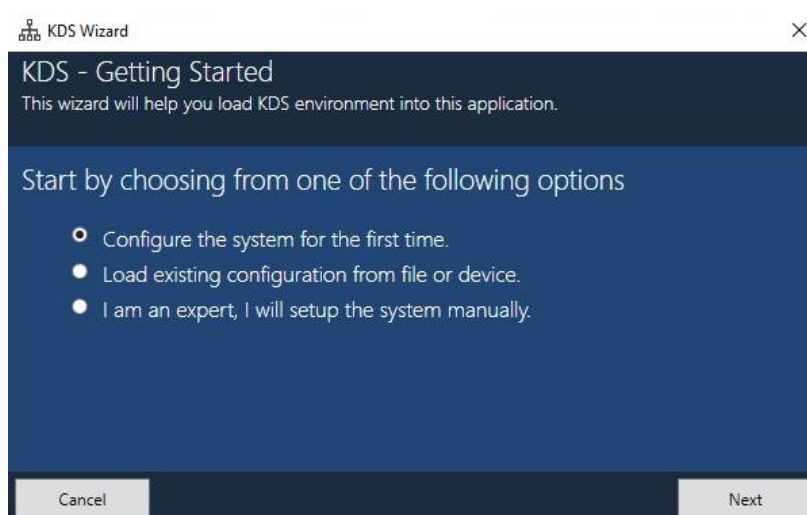 KDS Wizard
KDS - Getting Started
This wizard will help you load KDS environment into this application.
Start by choosing from one of the following options
Configure the system for the first time.
Load existing configuration from file or device.
I am an expert, I will setup the system manually.
Cancel
Next